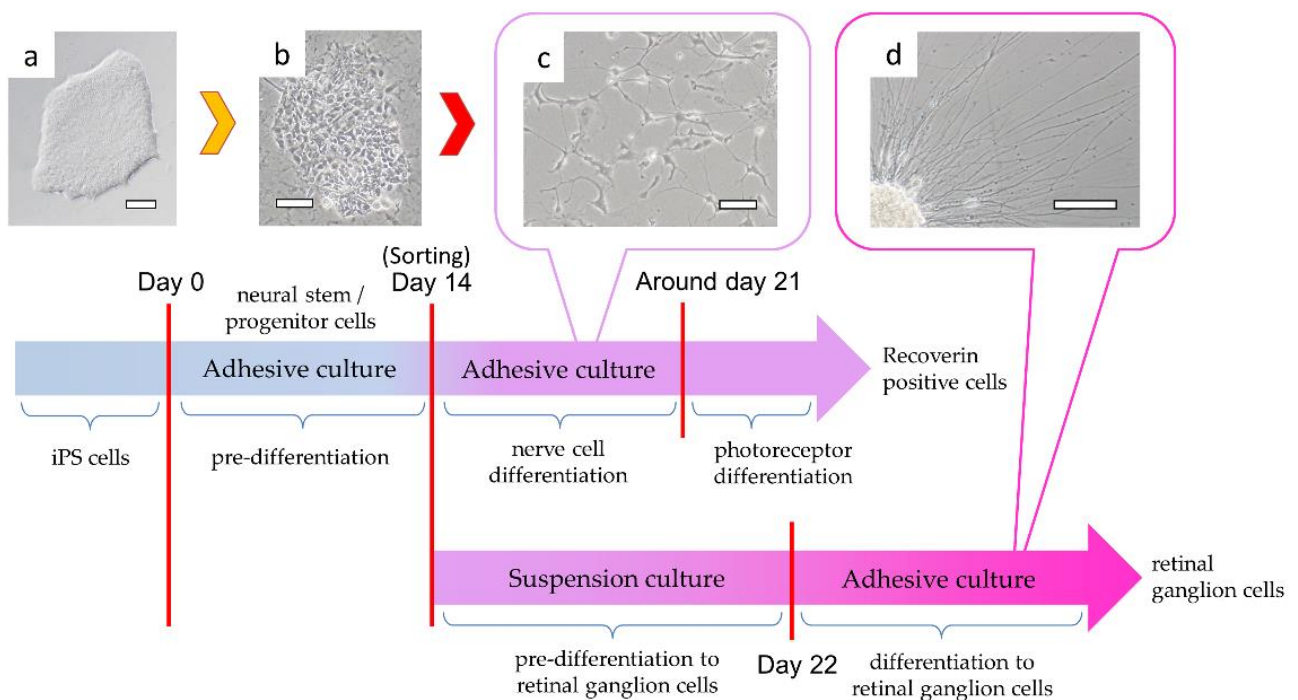 a
b
c
d
(Sorting)
Day 0
Day 14
Around day 21
neural stem /
progenitor cells
Adhesive culture
Adhesive culture
Recoverin
positive cells
iPS cells
pre-differentiation
nerve cell
differentiation
photoreceptor
differentiation
Suspension culture
Adhesive culture
retinal
ganglion cells
pre-differentiation to
retinal ganglion cells
Day 22
differentiation to
retinal ganglion cells